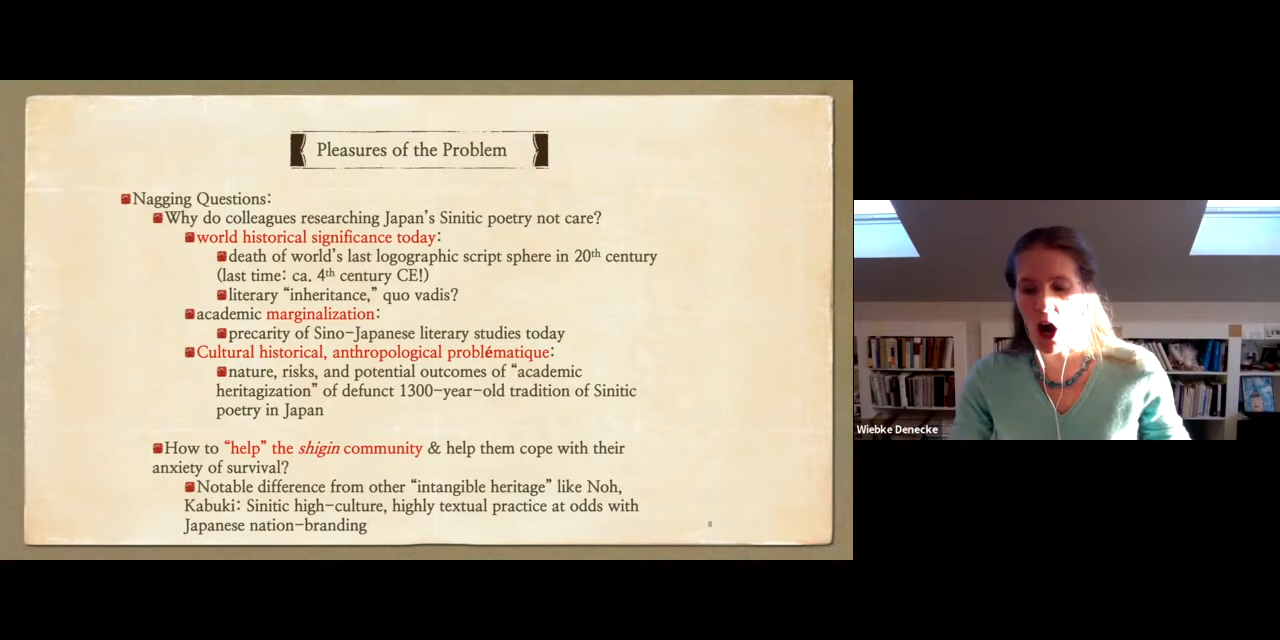 Pleasures of the Problem
Nagging Questions:
Why do colleagues researching Japan's Sinitic poetry not care?
world historical significance today:
death of world's last logographic script sphere in 20th century
(last time: ca. 4th century CE!)
literary “inheritance,” quo vadis?
academic marginalization:
precarity of Sino-Japanese literary studies today
Cultural historical, anthropological problématique:
nature, risks, and potential outcomes of “academic
heritagization” of defunct 1300-year-old tradition of Sinitic
poetry in Japan
How to “help” the shigin community & help them cope with their
anxiety of survival?
Notable difference from other “intangible heritage” like Noh,
Kabuki: Sinitic high-culture, highly textual practice at odds with
Japanese nation-branding
8
Wiebke Denecke